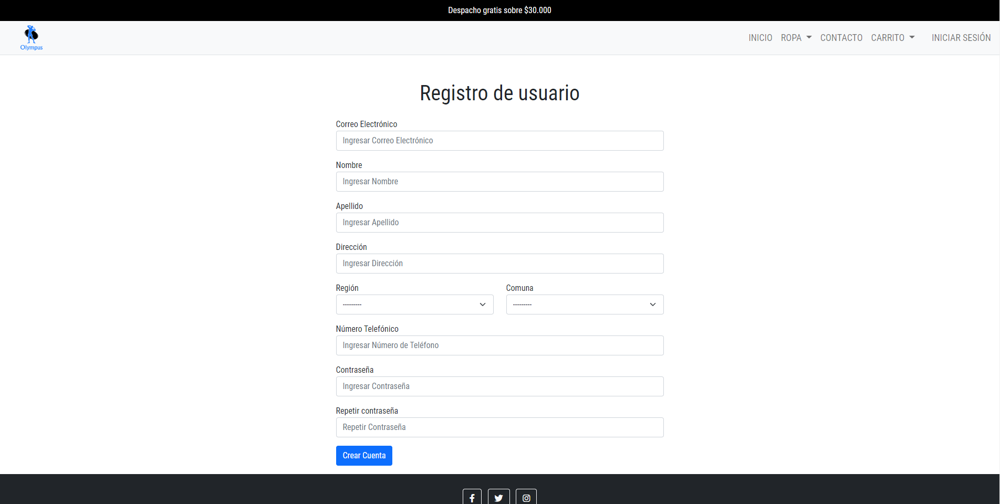 Despacho gratis sobre $30.000
Olympus
INICIO ROPA CONTACTO CARRITO INICIAR SESIÓN
Registro de usuario
Correo Electrónico
Ingresar Correo Electrónico
Nombre
Ingresar Nombre
Apellido
Ingresar Apellido
Dirección
Ingresar Dirección
Región Comuna
--------- ---------
Número Telefónico
Ingresar Número de Teléfono
Contraseña
Ingresar Contraseña
Repetir contraseña
Repetir Contraseña
Crear Cuenta